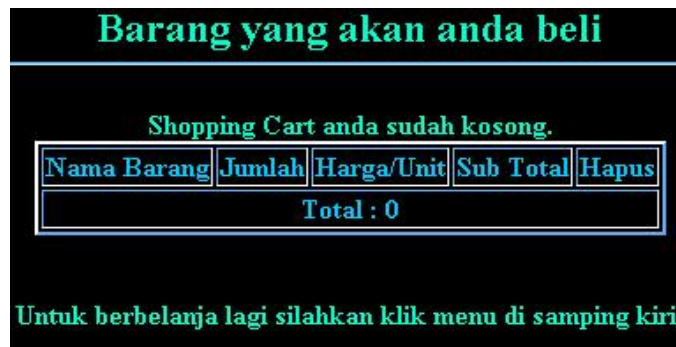 Barang yang akan anda beli
Shopping Cart anda sudah kosong.
Nama Barang Jumlah Harga/Unit Sub Total Hapus
Total : 0
Untuk berbelanja lagi silahkan klik menu di samping kiri